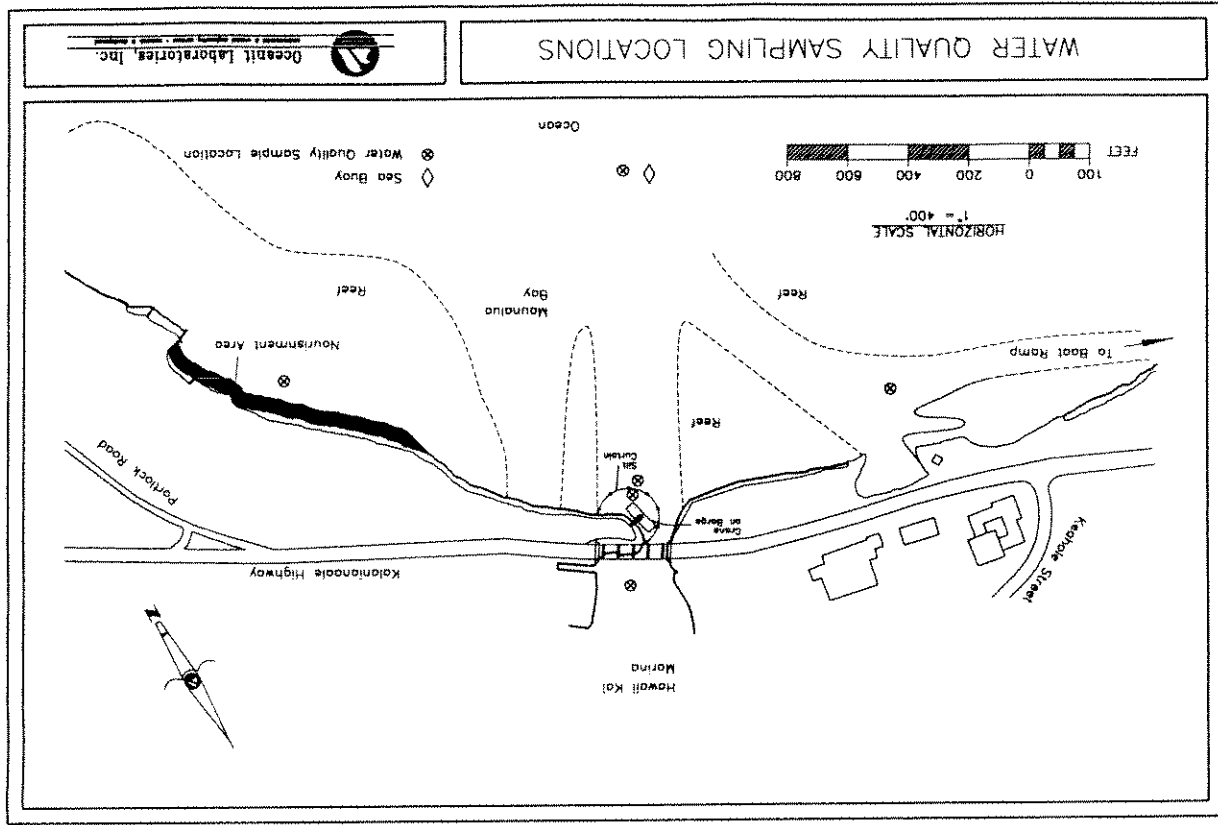 Hawaii Kai
Marina
N
Keahole Street
Kalanianaole Highway
Portlock Road
Crane
on Barge
Silt
Curtain
To Boat Ramp
Reef
Nourishment Area
Maunalua
Bay
Reef
Reef
HORIZONTAL SCALE
1" = 400'
100 0 200 400 600 800
FEET
Sea Buoy
Water Quality Sample Location
Ocean
WATER QUALITY SAMPLING LOCATIONS
Oceanit Laboratories, Inc.